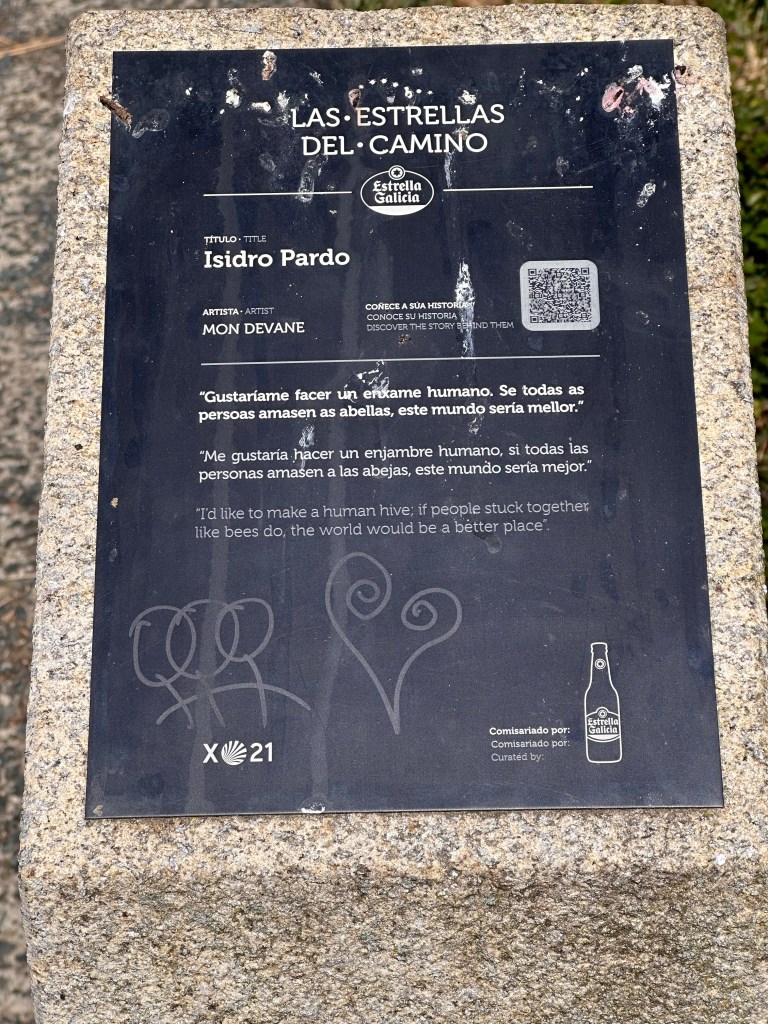 LAS·ESTRELLAS
DEL·CAMINO
Estrella
Galicia
TÍTULO · TITLE
Isidro Pardo
ARTISTA · ARTIST
MON DEVANE
COÑECE A SÚA HISTORIA
CONOCE SU HISTORIA
DISCOVER THE STORY BEHIND THEM
“Gustaríame facer un enxame humano. Se todas as
persoas amasen as abellas, este mundo sería mellor.”
“Me gustaría hacer un enjambre humano, si todas las
personas amasen a las abejas, este mundo sería mejor.”
“I’d like to make a human hive; if people stuck together
like bees do, the world would be a better place”.
X 21
Comisariado por:
Comisariado por:
Curated by:
Estrella
Galicia